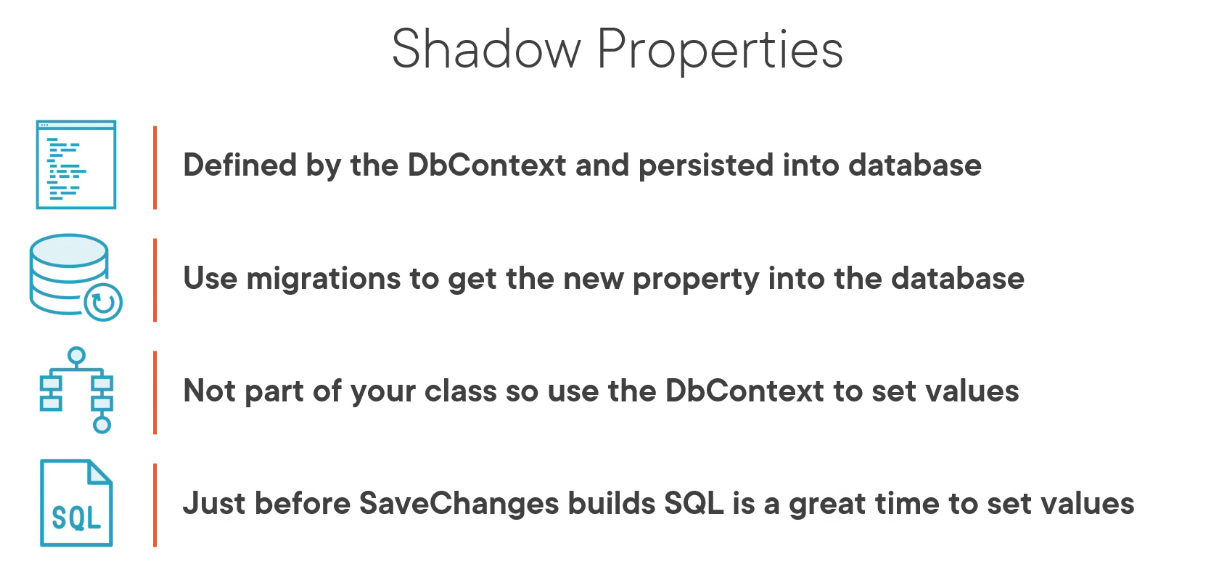 Shadow Properties
Defined by the DbContext and persisted into database
Use migrations to get the new property into the database
Not part of your class so use the DbContext to set values
SQL
Just before SaveChanges builds SQL is a great time to set values